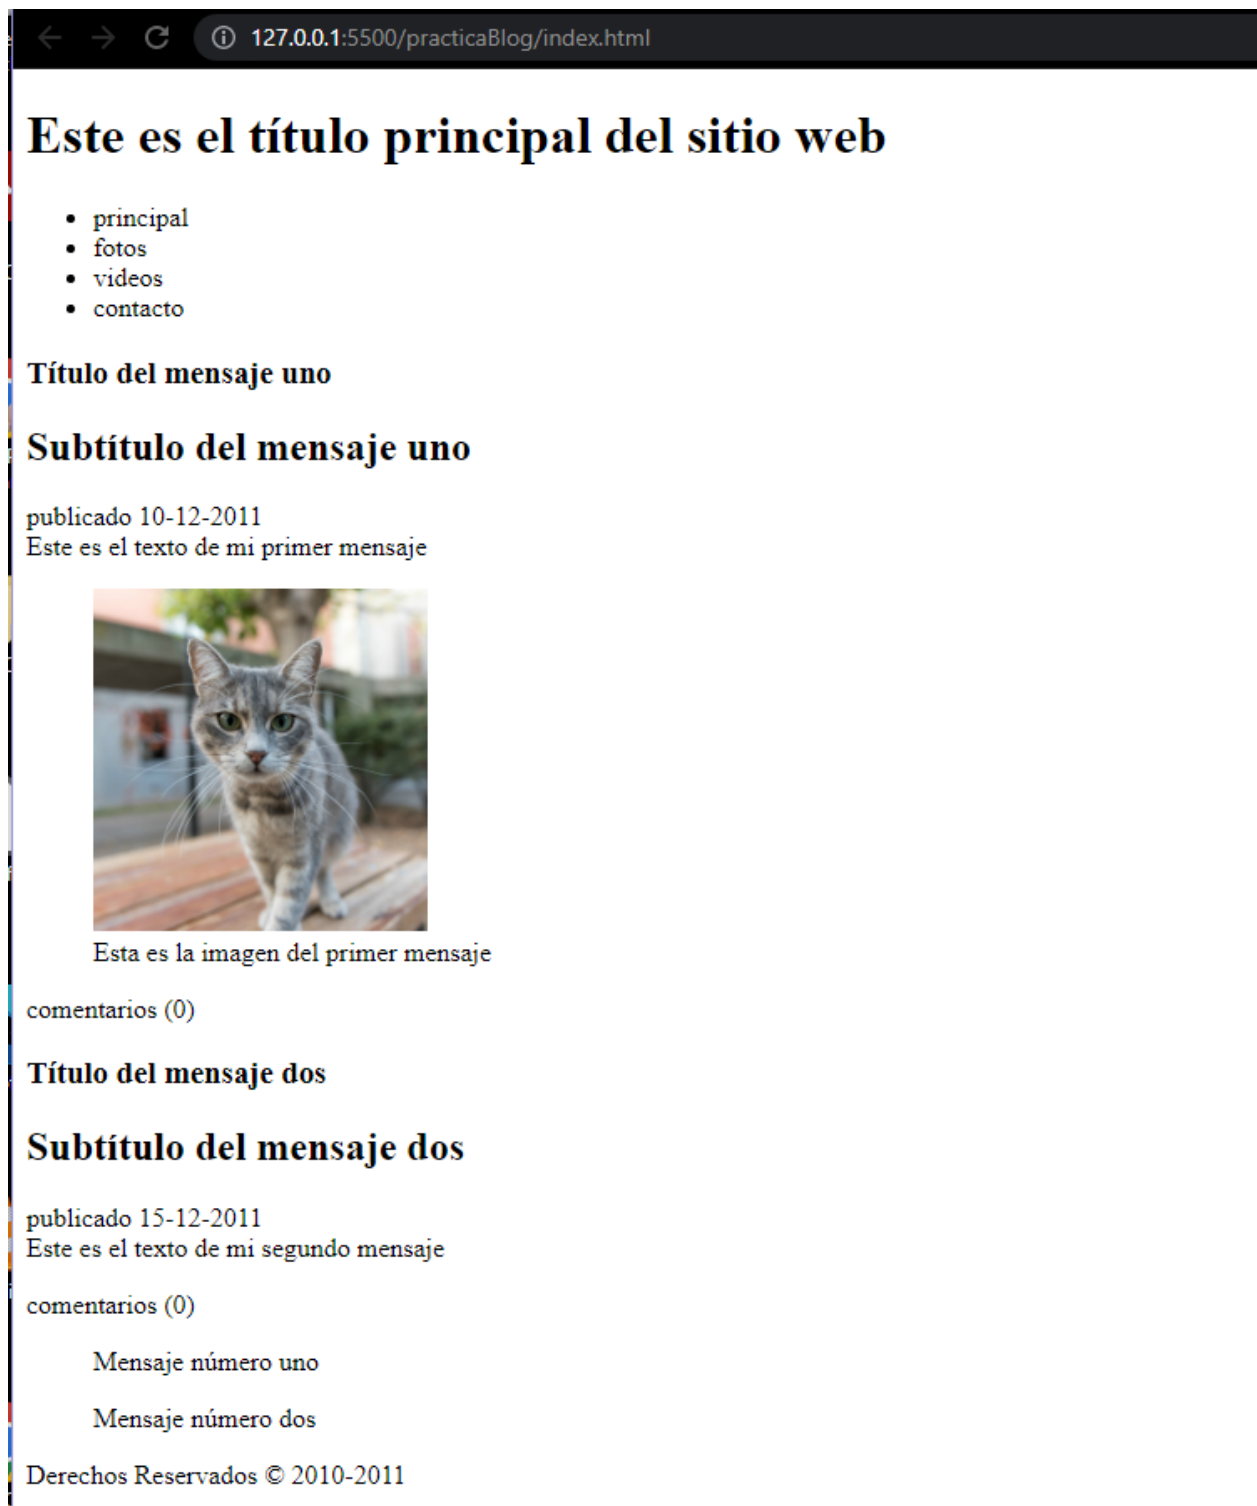 127.0.0.1:5500/practicaBlog/index.html
Este es el título principal del sitio web
principal
fotos
videos
contacto
Título del mensaje uno
Subtítulo del mensaje uno
publicado 10-12-2011
Este es el texto de mi primer mensaje
Esta es la imagen del primer mensaje
comentarios (0)
Título del mensaje dos
Subtítulo del mensaje dos
publicado 15-12-2011
Este es el texto de mi segundo mensaje
comentarios (0)
Mensaje número uno
Mensaje número dos
Derechos Reservados © 2010-2011